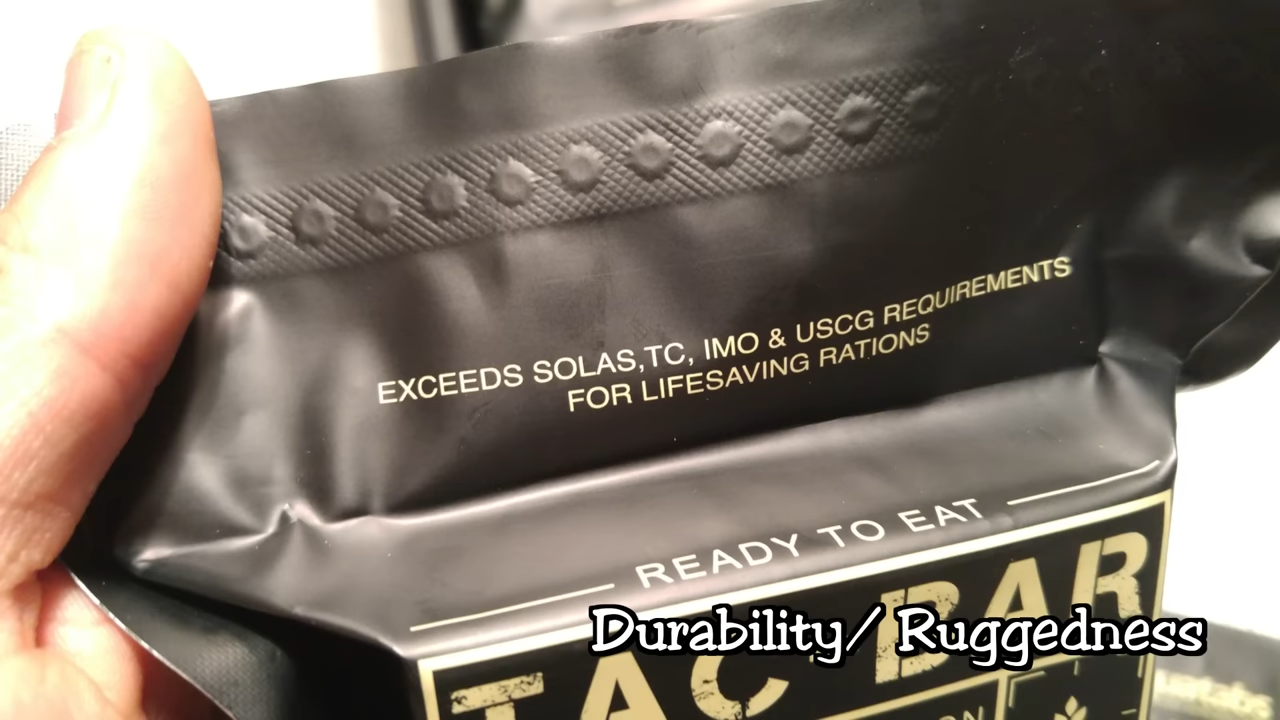 EXCEEDS SOLAS,TC, IMO & USCG REQUIREMENTS
FOR LIFESAVING RATIONS
READY TO EAT
TAC BAR
Durability/ Ruggedness